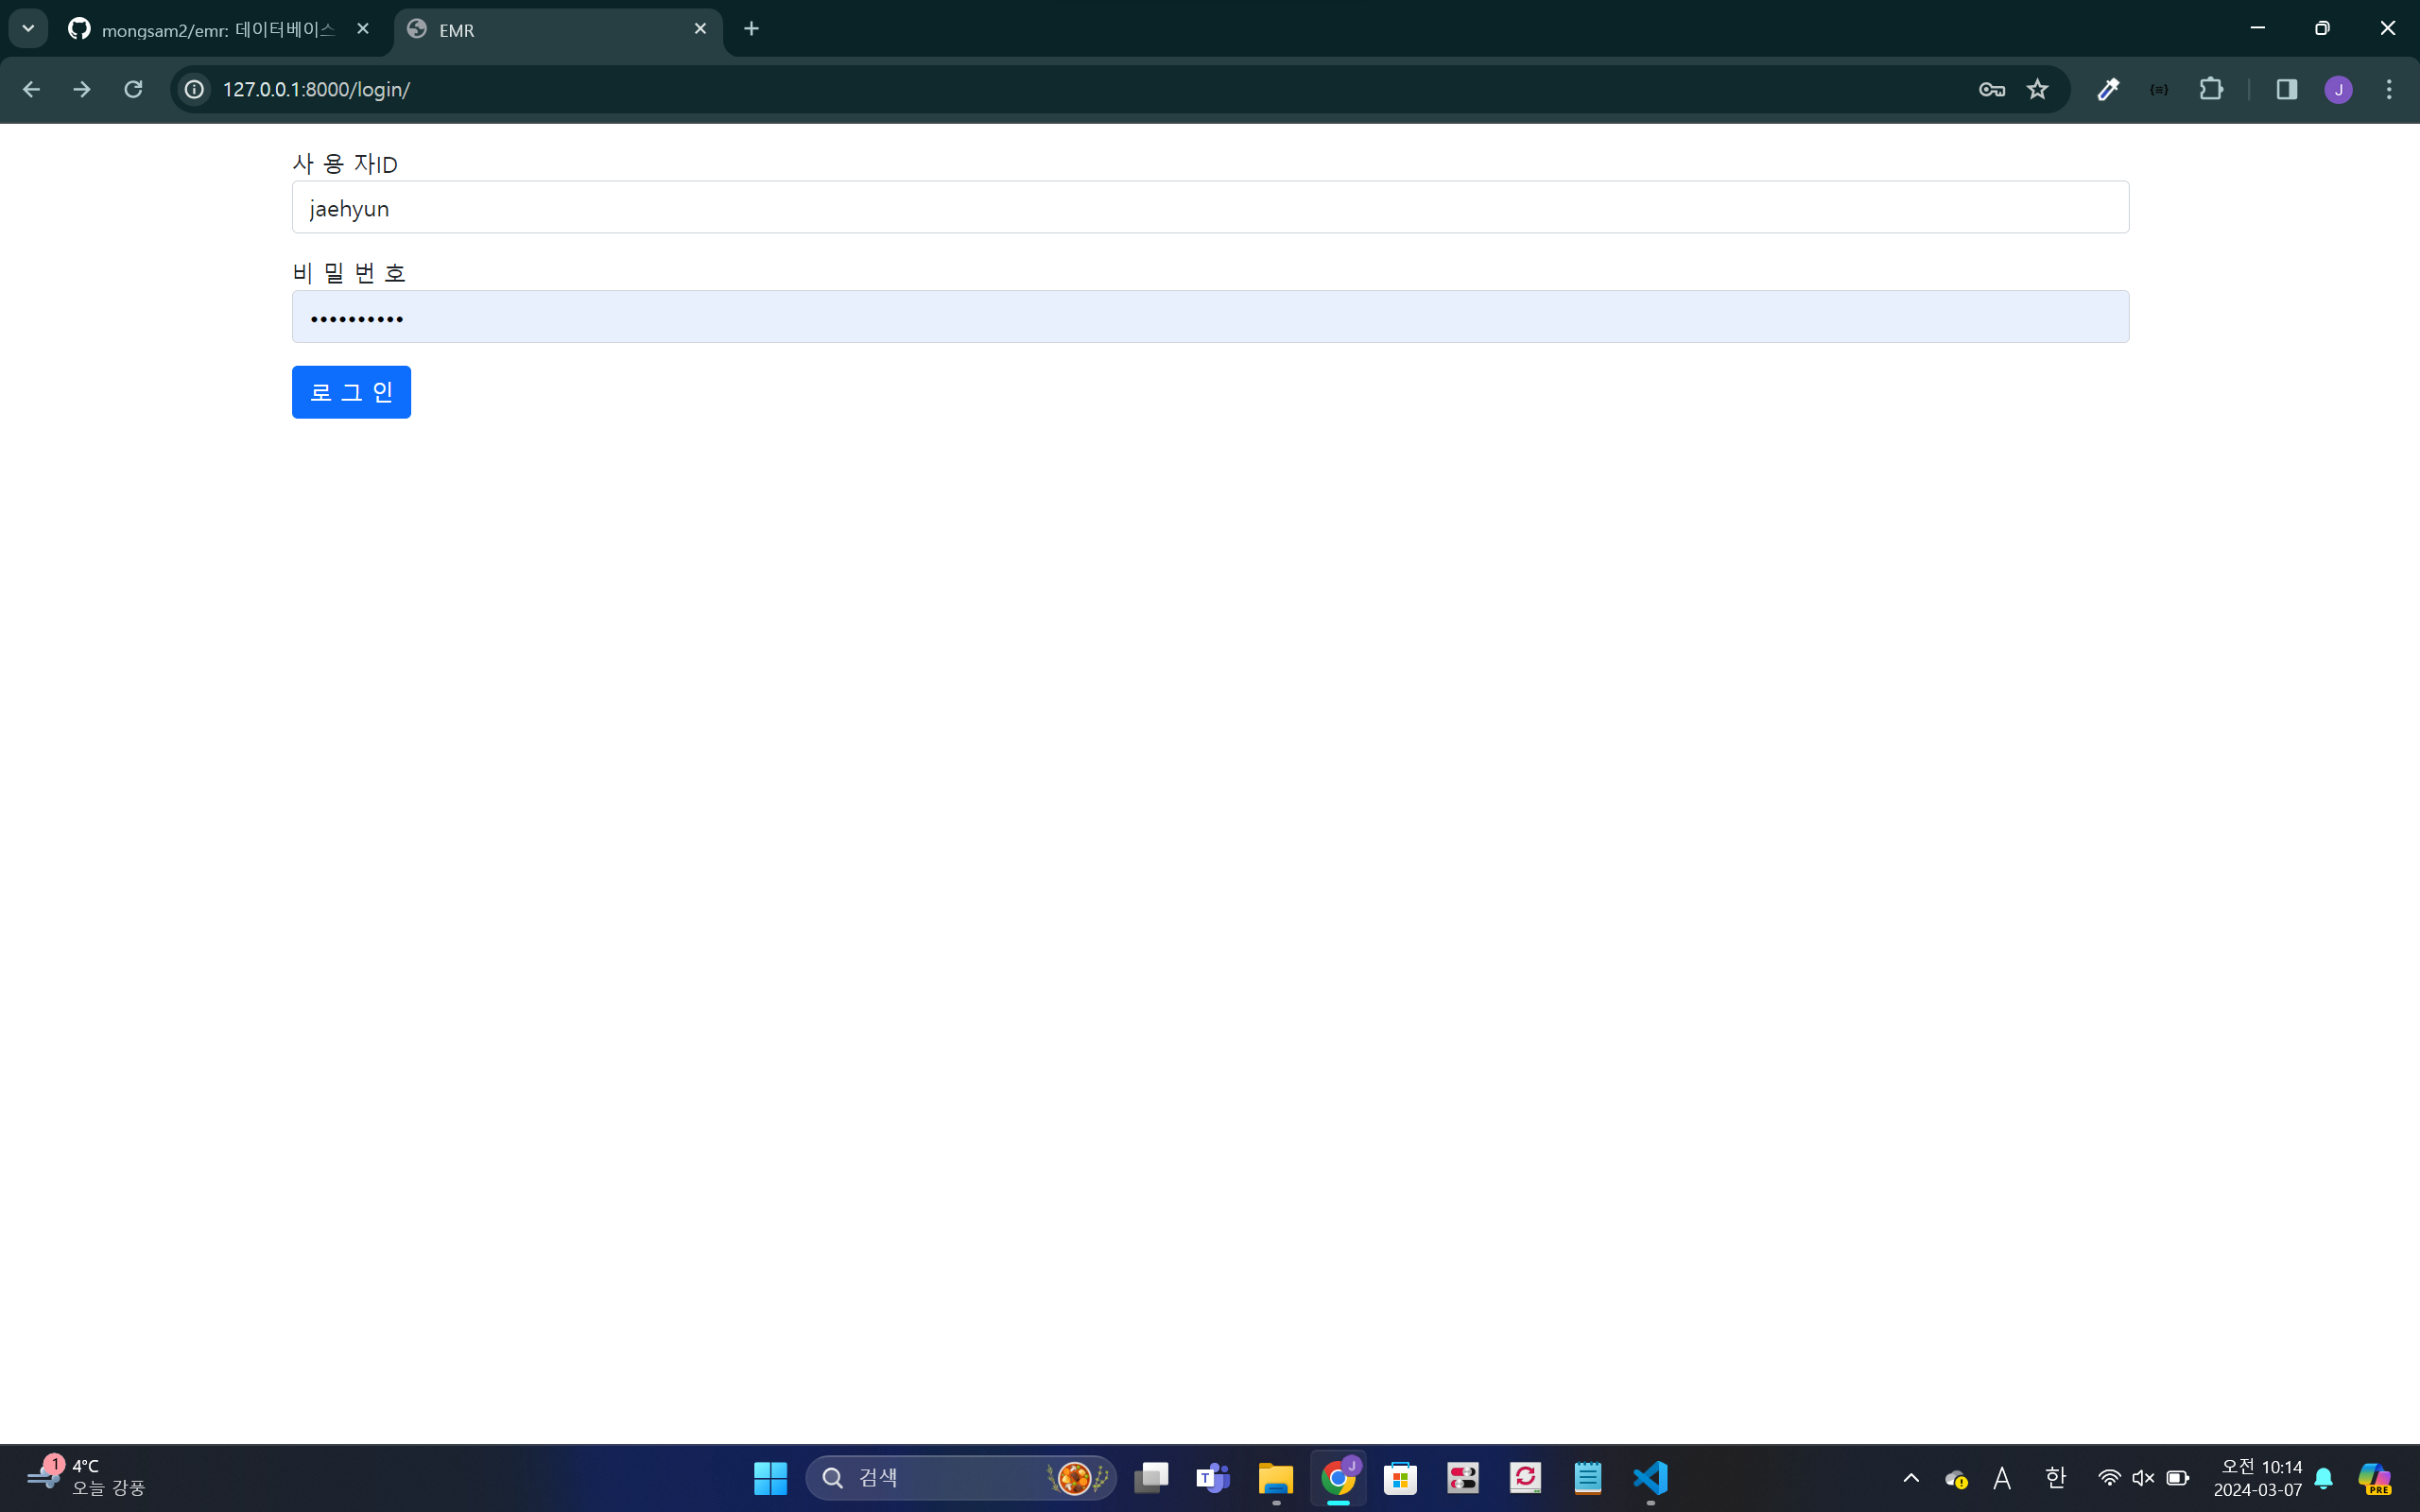 mongsam2/emr: 데이터베이스
EMR
127.0.0.1:8000/login/
J
사 용 자ID
jaehyun
비 밀 번 호
••••••••••
로 그 인
1
4°C
오늘 강풍
검색
T
J
A
한
오전 10:14
2024-03-07
PRE